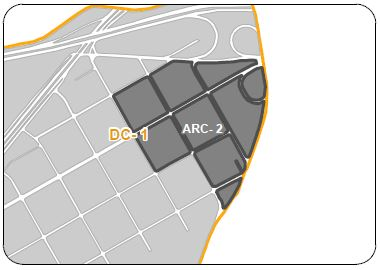 DC- 1
ARC- 2